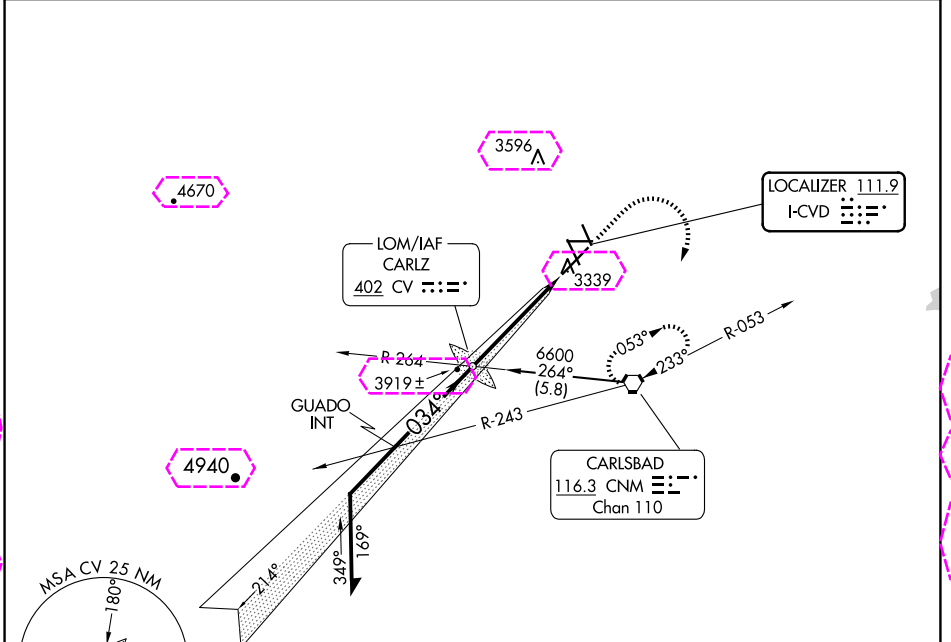 3596
4670
LOCALIZER 111.9
I-CVD
LOM/IAF
CARLZ
402 CV
3339
R-053
053°
233°
R-264
6600
264°
(5.8)
3919 ±
034°
GUADO
INT
R-243
4940
CARLSBAD
116.3 CNM
Chan 110
349°
169°
214°
MSA CV 25 NM
180°